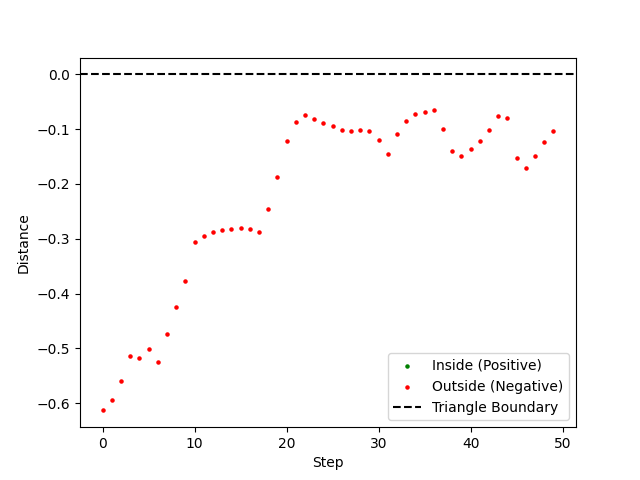 0.0
−0.1
−0.2
−0.3
−0.4
−0.5
−0.6
Distance
Inside (Positive)
Outside (Negative)
Triangle Boundary
0 10 20 30 40 50
Step